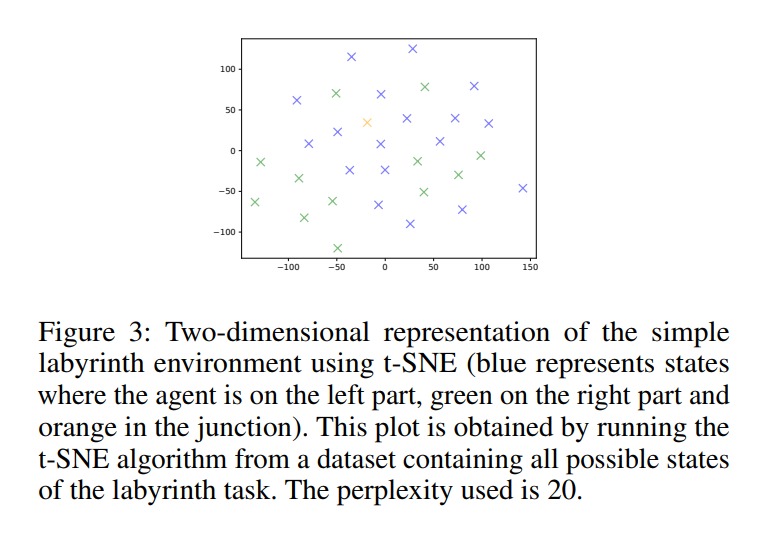 100
50
0
−50
−100
−100 −50 0 50 100 150
Figure 3: Two-dimensional representation of the simple
labyrinth environment using t-SNE (blue represents states
where the agent is on the left part, green on the right part and
orange in the junction). This plot is obtained by running the
t-SNE algorithm from a dataset containing all possible states
of the labyrinth task. The perplexity used is 20.